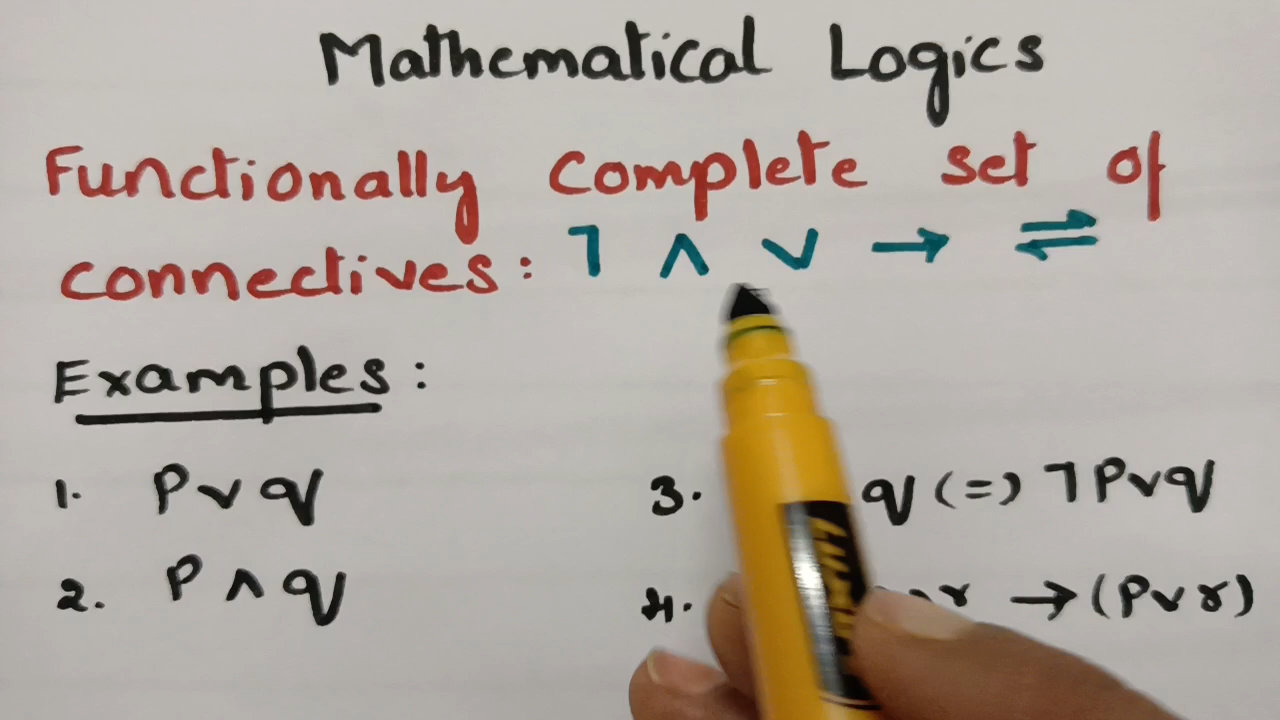 Mathematical Logics
Functionally complete set of
connectives: ¬ ∧ ∨ → ⇌
Examples:
1. P ∨ q
2. P ∧ q
3. q (=) ¬P ∨ q
4. → (P ∨ r)